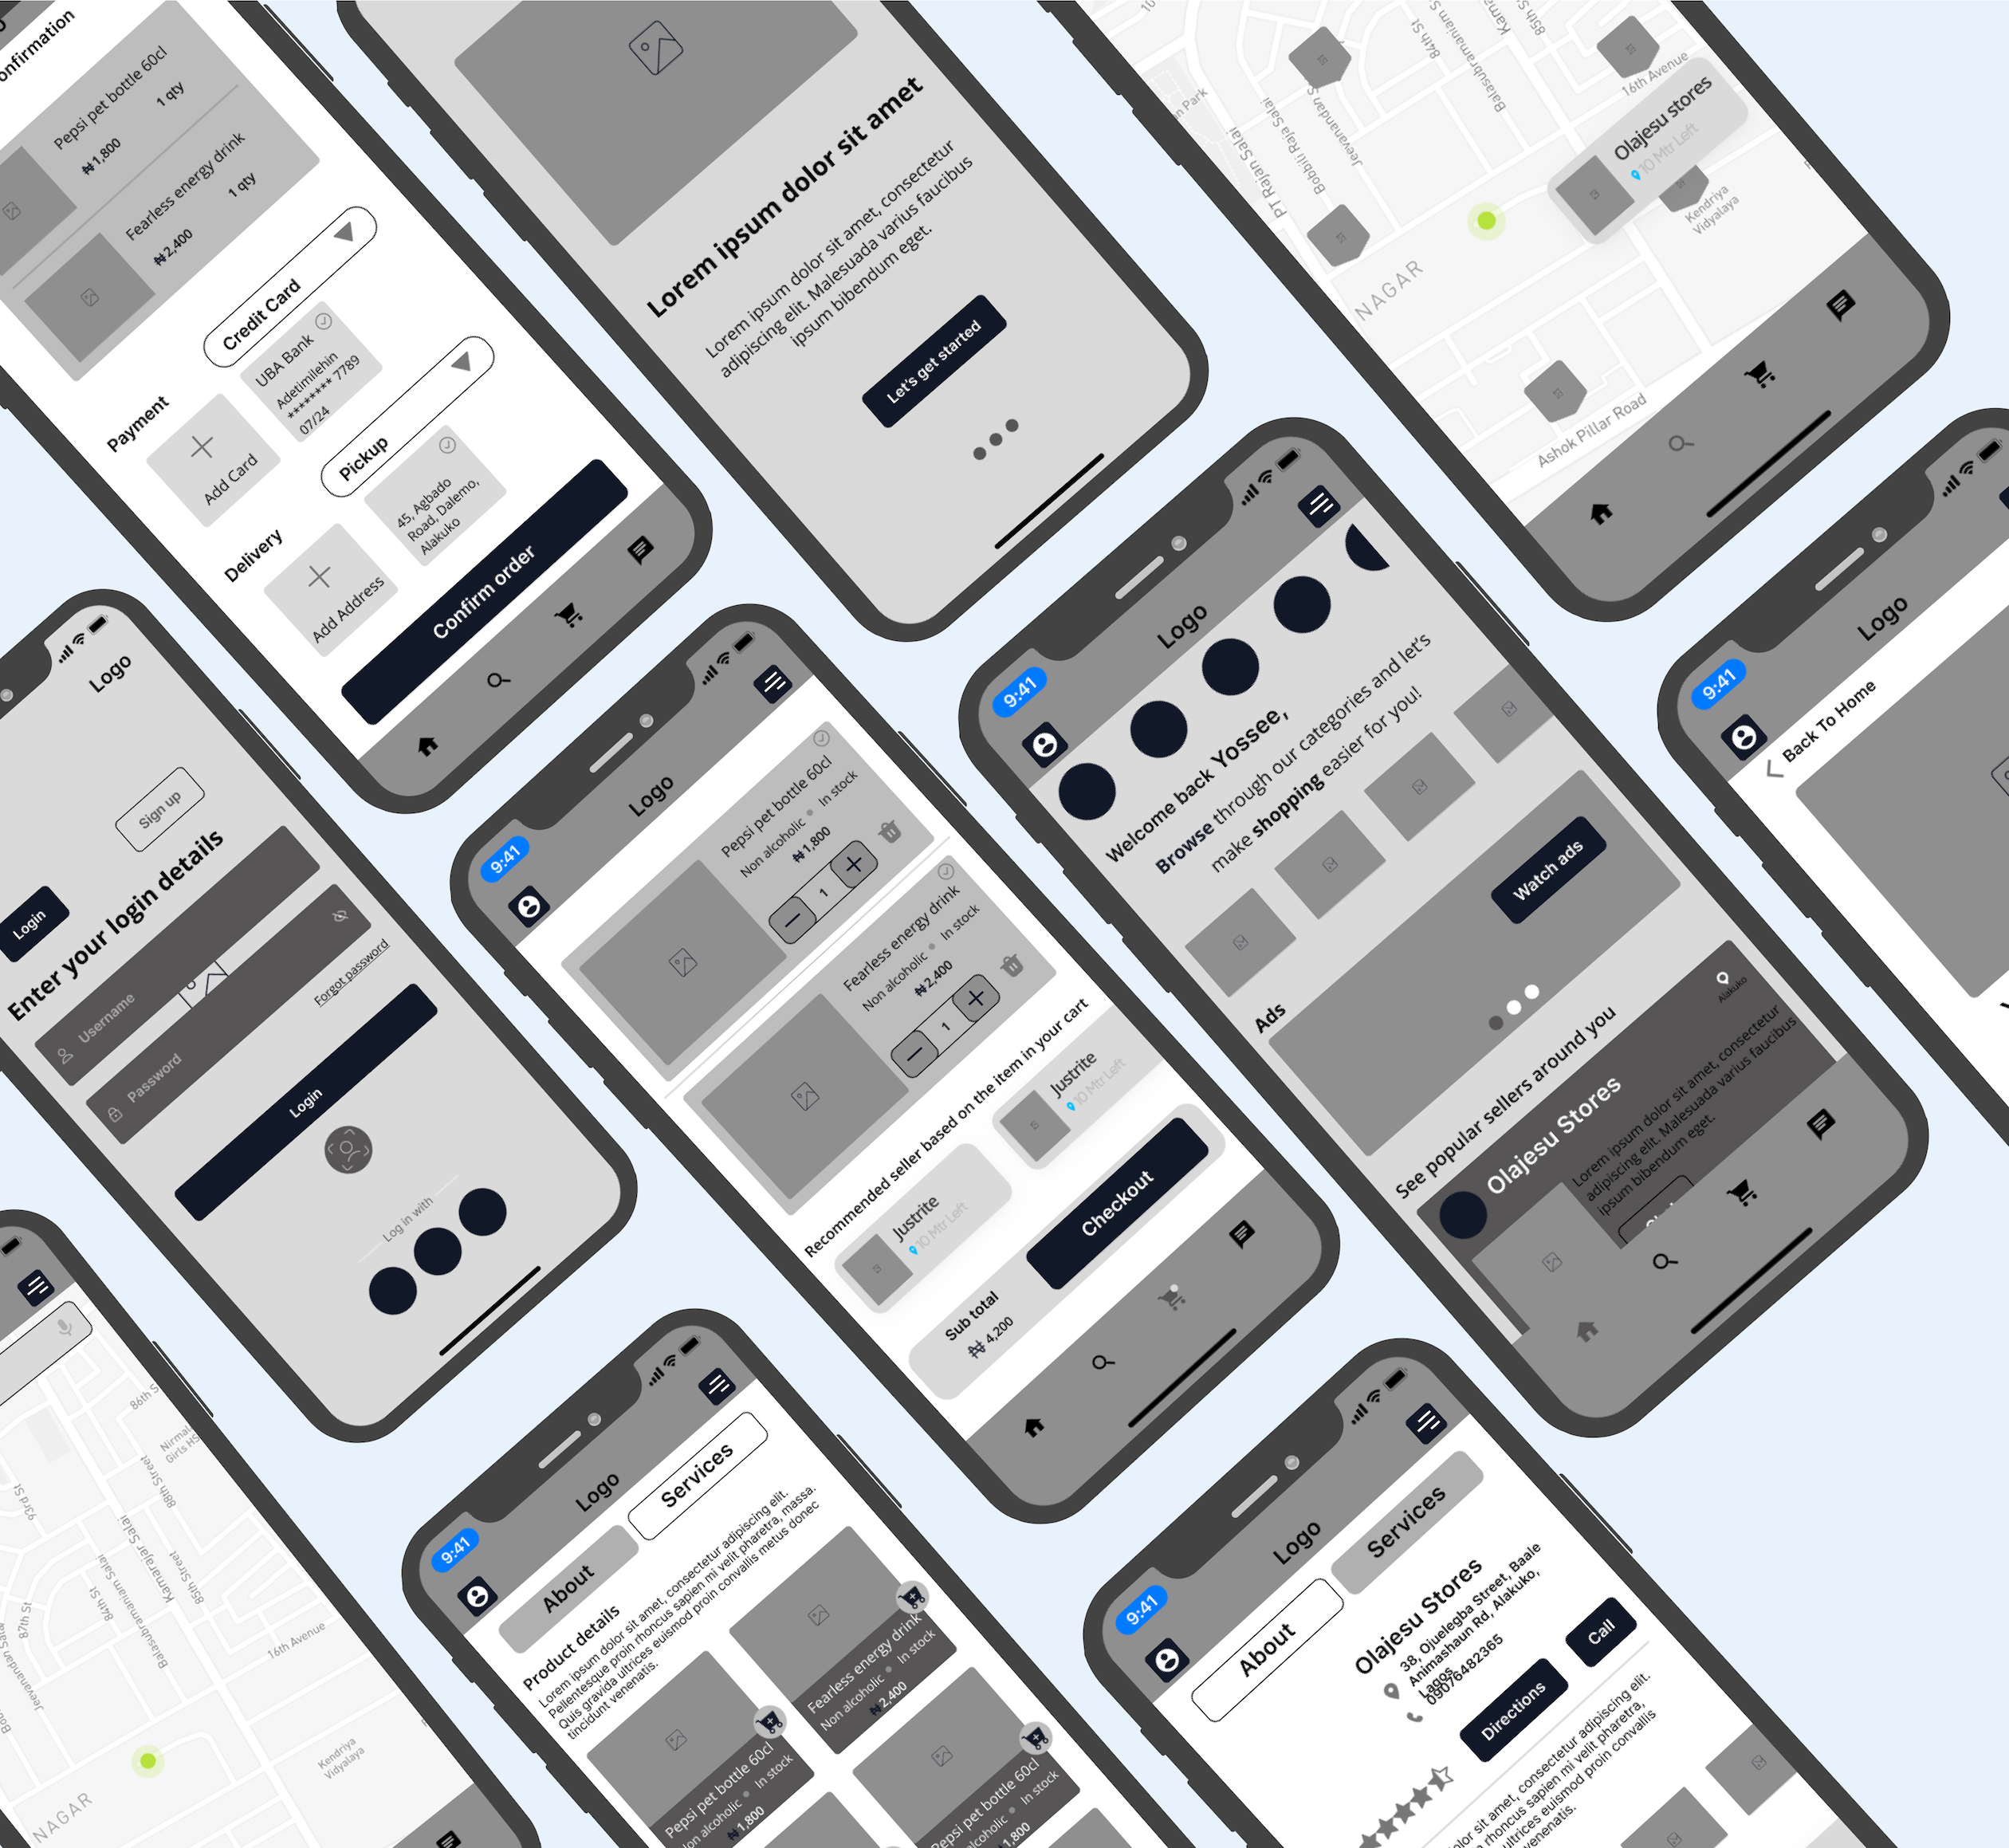 onfirmation
Pepsi pet bottle 60cl
1 qty
₦1,800
Fearless energy drink
1 qty
₦2,400
Payment
Credit Card
Add Card
UBA Bank
Adetimilehin
******** 7789
07/24
Delivery
Pickup
Add Address
45, Agbado
Road, Dalemo,
Alakuko
Confirm order
Lorem ipsum dolor sit amet
Lorem ipsum dolor sit amet, consectetur
adipiscing elit. Malesuada varius faucibus
ipsum bibendum eget.
Let's get started
PT Rajan Salai
Bobbili Raja Salai
Jeevanandan S
84th St
Balasubramaniam S
Kama
85th S
16th Avenue
Olajesu stores
10 Mtr Left
Kendriya
Vidyalaya
NAGAR
Ashok Pillar Road
Logo
Login
Sign up
Enter your login details
Username
Password
Forgot password
Login
Log in with
9:41
Logo
Pepsi pet bottle 60cl
Non alcoholic • In stock
₦1,800
1
Fearless energy drink
Non alcoholic • In stock
₦2,400
1
Recommended seller based on the item in your cart
Justrite
10 Mtr Left
Justrite
10 Mtr Left
Sub total
₦ 4,200
Checkout
9:41
Logo
Welcome back Yossee,
Browse through our categories and let's
make shopping easier for you!
Ads
Watch ads
See popular sellers around you
Olajesu Stores
Alakuko
Lorem ipsum dolor sit amet, consectetur
adipiscing elit. Malesuada varius faucibus
ipsum bibendum eget.
9:41
Logo
Back To Home
86th S
Nirmal
Girls HS
93rd St
88th Street
Kamarajar Salai
85th Street
Balasubramaniam Salai
84th St
87th St
Jeevanandan Salai
16th Avenue
Kendriya
Vidyalaya
NAGAR
9:41
Logo
About
Services
Product details
Lorem ipsum dolor sit amet, consectetur adipiscing elit.
Pellentesque proin rhoncus sapien mi velit pharetra, massa.
Quis gravida ultrices euismod proin convallis metus donec
tincidunt venenatis.
Fearless energy drink
Non alcoholic • In stock
₦2,400
Pepsi pet bottle 60cl
Non alcoholic • In stock
₦1,800
Pepsi pet bottle 60cl
alcoholic • In stock
1,800
9:41
Logo
About
Services
Olajesu Stores
38, Ojuelegba Street, Baale
Animashaun Rd, Alakuko,
Lagos
09076482365
Directions
Call
olor sit amet, consectetur adipiscing elit.
rhoncus sapien mi velit pharetra,
ultrices euismod proin convallis
venenatis.